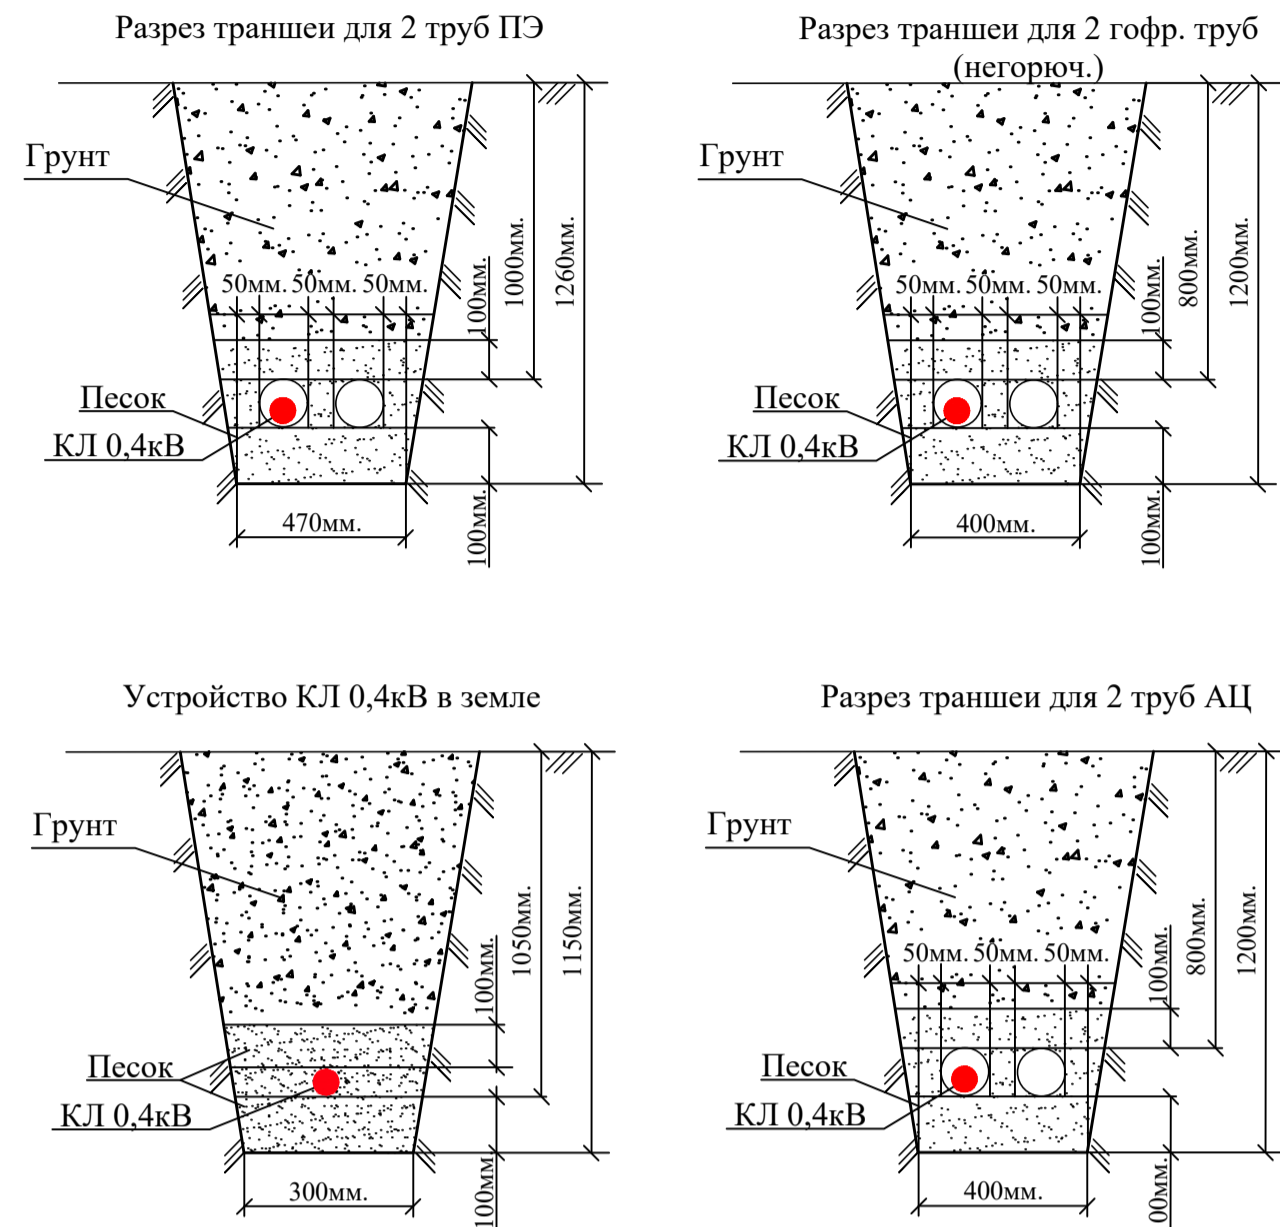 Разрез траншеи для 2 труб ПЭ
Грунт
50мм. 50мм. 50мм.
100мм.
1000мм.
1260мм.
Песок
КЛ 0,4кВ
470мм.
100мм.
Разрез траншеи для 2 гофр. труб
(негорюч.)
Грунт
50мм. 50мм. 50мм.
100мм.
800мм.
1200мм.
Песок
КЛ 0,4кВ
400мм.
100мм.
Устройство КЛ 0,4кВ в земле
Грунт
100мм.
1050мм.
1150мм.
Песок
КЛ 0,4кВ
300мм.
100мм.
Разрез траншеи для 2 труб АЦ
Грунт
50мм. 50мм. 50мм.
100мм.
800мм.
1200мм.
Песок
КЛ 0,4кВ
400мм.
00мм.